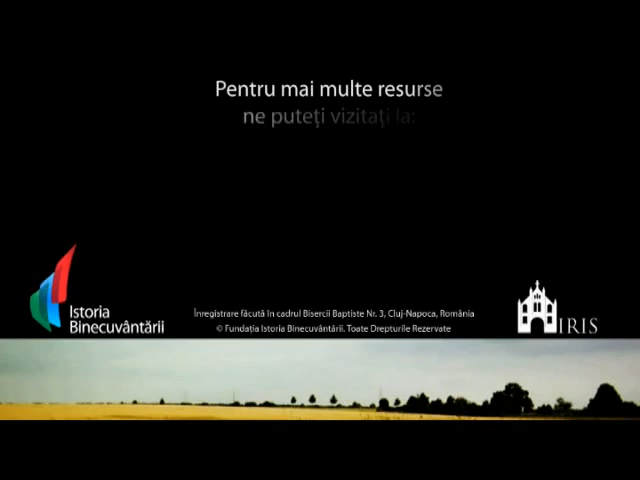 Pentru mai multe resurse
ne puteți vizitați la:
Istoria
Binecuvântării
Înregistrare făcută în cadrul Bisercii Baptiste Nr. 3, Cluj-Napoca, România
© Fundația Istoria Binecuvântării. Toate Drepturile Rezervate
IRIS